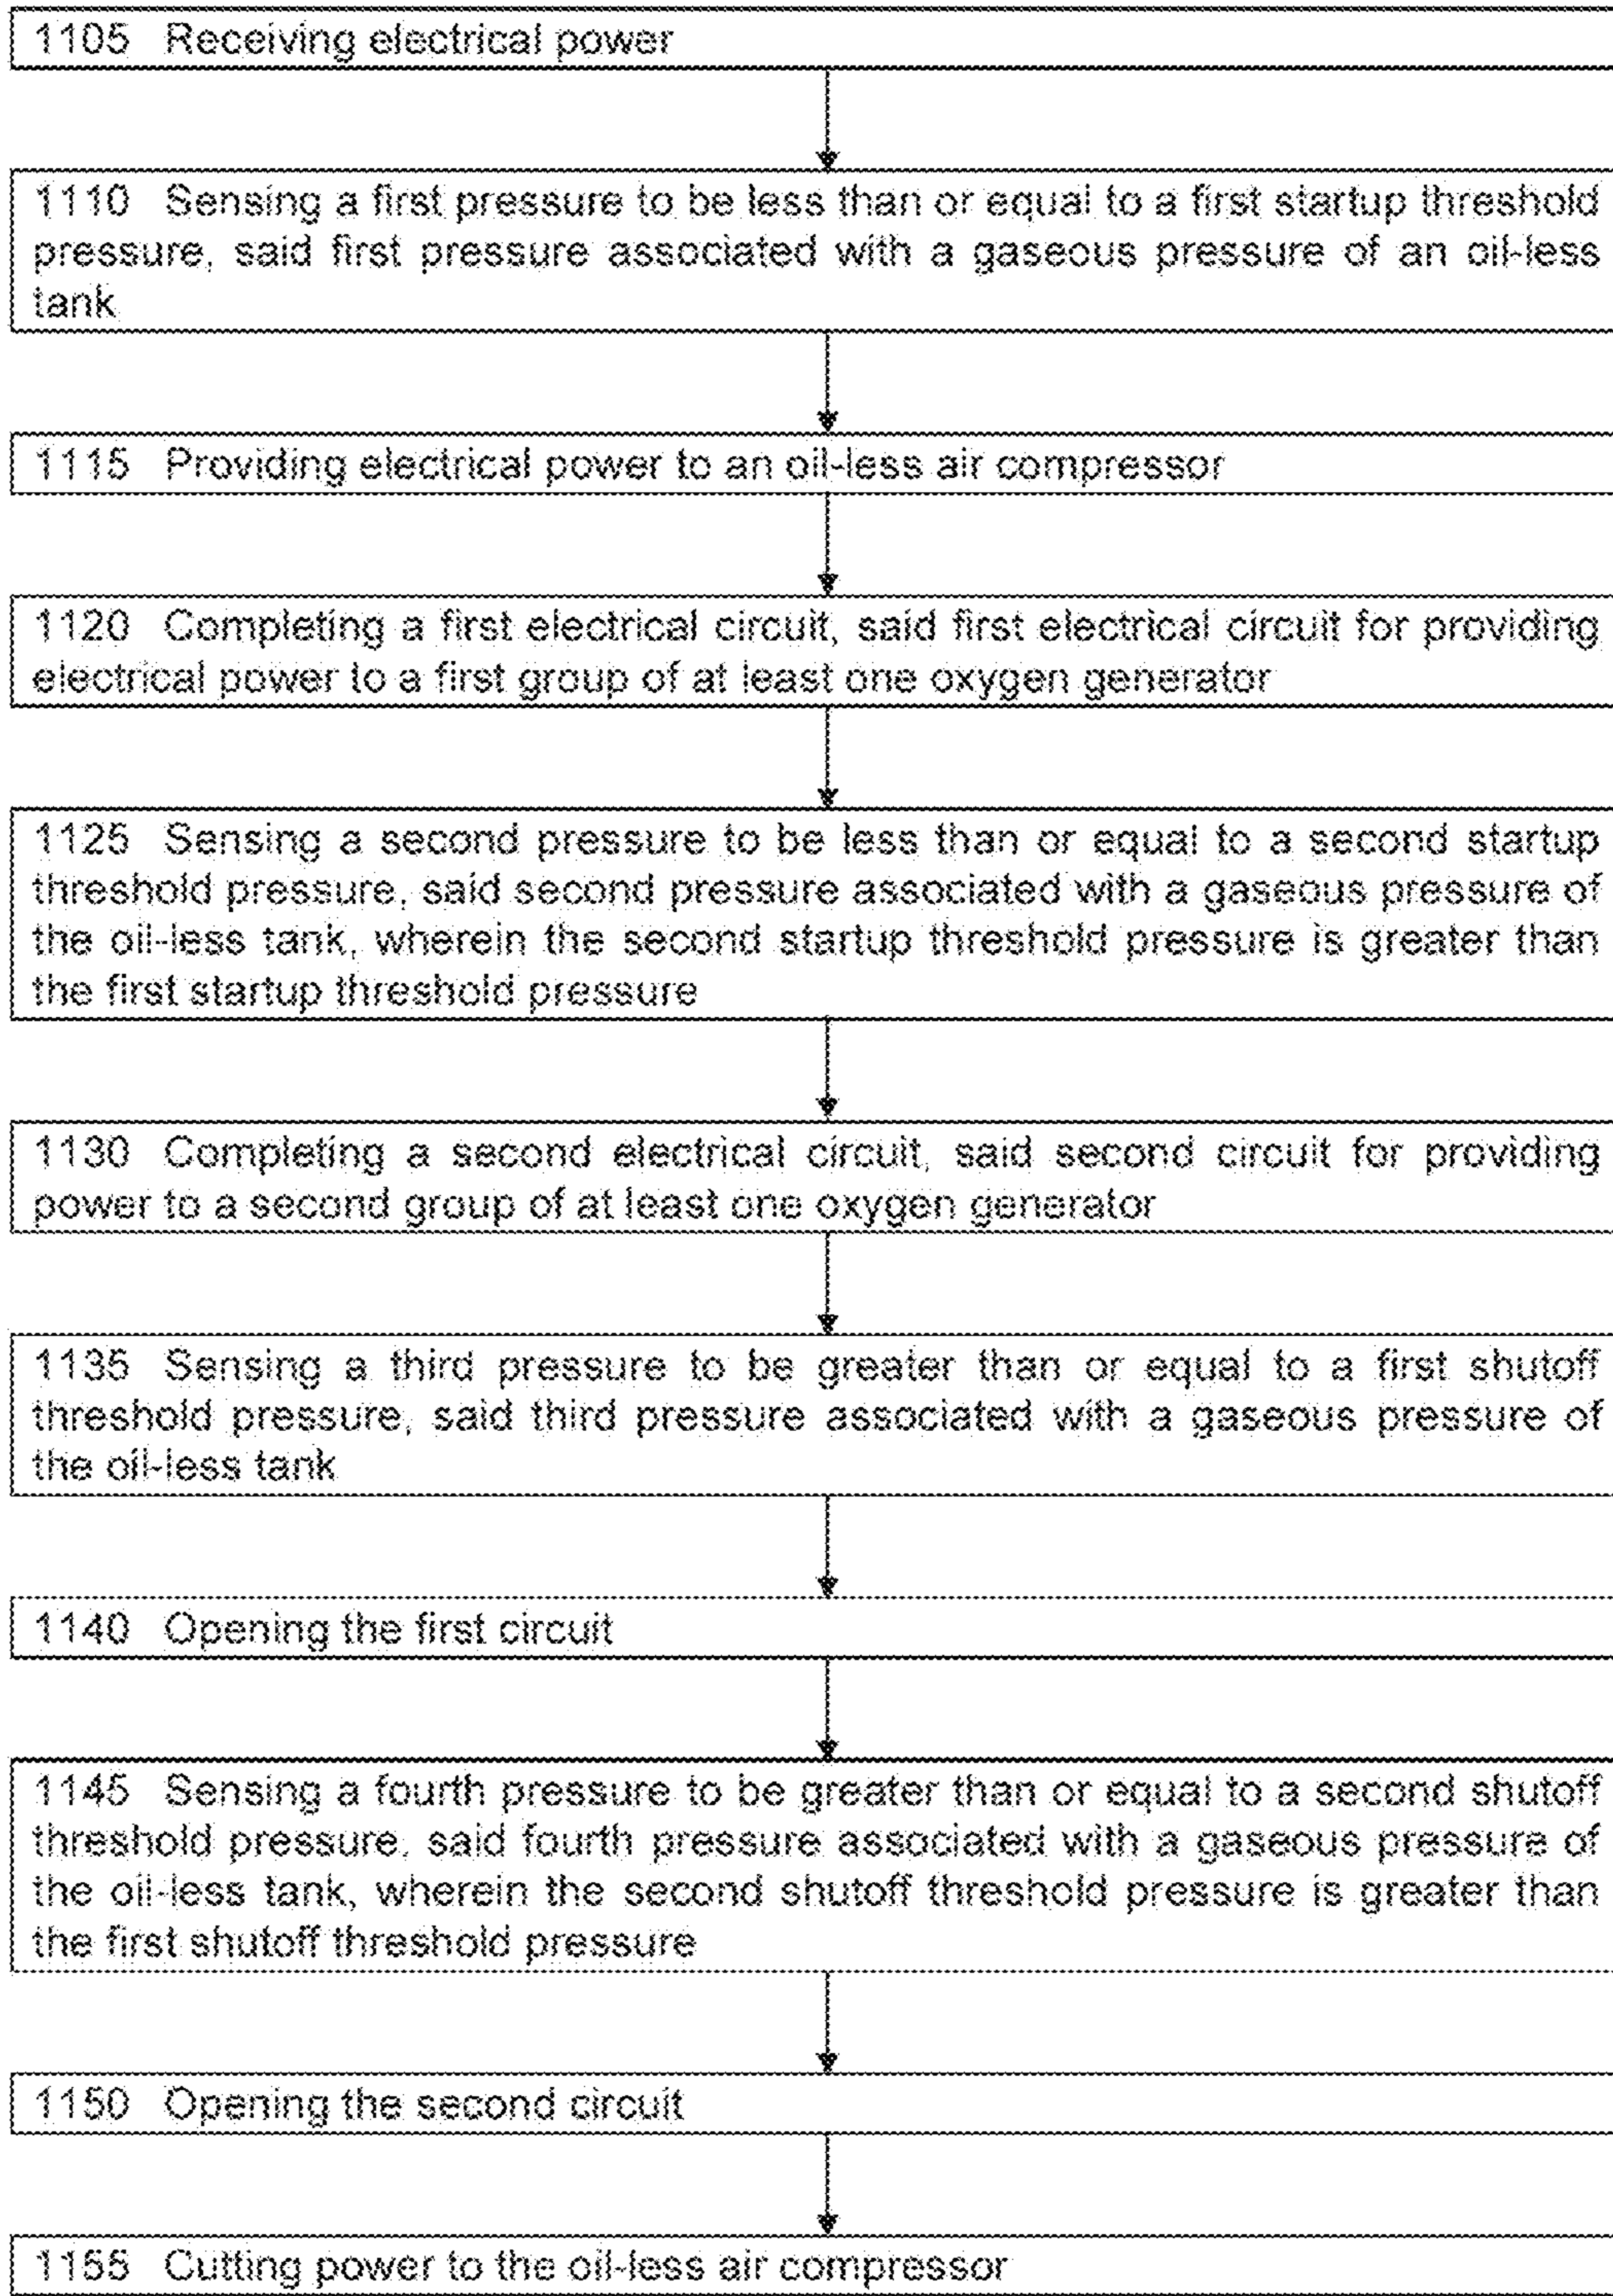 1105 Receiving electrical power
1110 Sensing a first pressure to be less than or equal to a first startup threshold
pressure, said first pressure associated with a gaseous pressure of an oil-less
tank
1115 Providing electrical power to an oil-less air compressor
1120 Completing a first electrical circuit, said first electrical circuit for providing
electrical power to a first group of at least one oxygen generator
1125 Sensing a second pressure to be less than or equal to a second startup
threshold pressure, said second pressure associated with a gaseous pressure of
the oil-less tank, wherein the second startup threshold pressure is greater than
the first startup threshold pressure
1130 Completing a second electrical circuit, said second circuit for providing
power to a second group of at least one oxygen generator
1135 Sensing a third pressure to be greater than or equal to a first shutoff
threshold pressure, said third pressure associated with a gaseous pressure of
the oil-less tank
1140 Opening the first circuit
1145 Sensing a fourth pressure to be greater than or equal to a second shutoff
threshold pressure, said fourth pressure associated with a gaseous pressure of
the oil-less tank, wherein the second shutoff threshold pressure is greater than
the first shutoff threshold pressure
1150 Opening the second circuit
1155 Cutting power to the oil-less air compressor